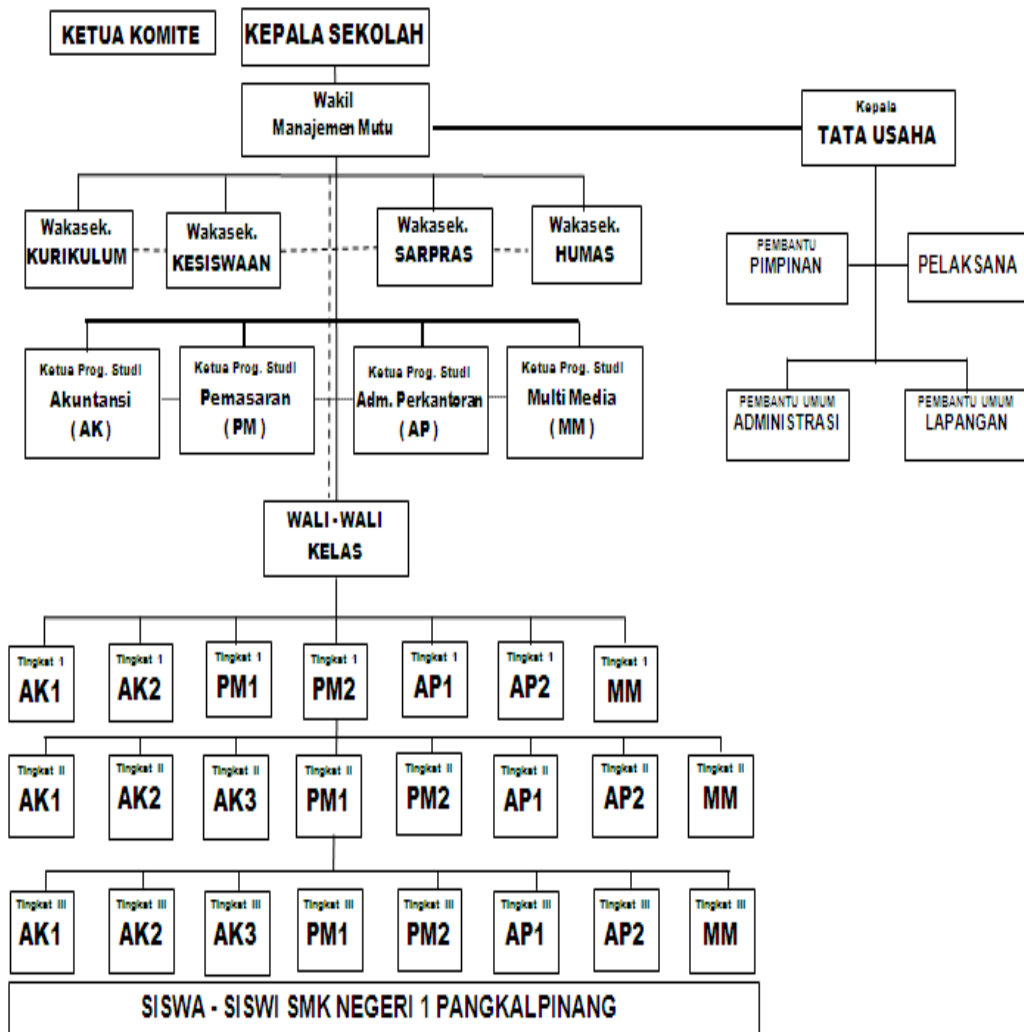 KETUA KOMITE
KEPALA SEKOLAH
Wakil
Manajemen Mutu
Kepala
TATA USAHA
Wakasek.
KURIKULUM
Wakasek.
KESISWAAN
Wakasek.
SARPRAS
Wakasek.
HUMAS
PEMBANTU
PIMPINAN
PELAKSANA
Ketua Prog. Studi
Akuntansi
( AK )
Ketua Prog. Studi
Pemasaran
( PM )
Ketua Prog. Studi
Adm. Perkantoran
( AP )
Ketua Prog. Studi
Multi Media
( MM )
PEMBANTU UMUM
ADMINISTRASI
PEMBANTU UMUM
LAPANGAN
WALI - WALI
KELAS
Tingkat 1
AK1
Tingkat 1
AK2
Tingkat 1
PM1
Tingkat 1
PM2
Tingkat 1
AP1
Tingkat 1
AP2
Tingkat 1
MM
Tingkat II
AK1
Tingkat II
AK2
Tingkat II
AK3
Tingkat II
PM1
Tingkat II
PM2
Tingkat II
AP1
Tingkat II
AP2
Tingkat II
MM
Tingkat III
AK1
Tingkat III
AK2
Tingkat III
AK3
Tingkat III
PM1
Tingkat III
PM2
Tingkat III
AP1
Tingkat III
AP2
Tingkat III
MM
SISWA - SISWI SMK NEGERI 1 PANGKALPINANG